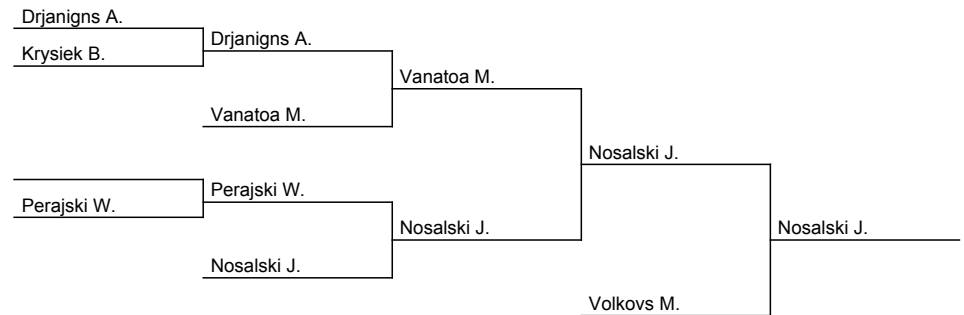 Drjanigns A.
Krysiek B.
Drjanigns A.
Vanatoa M.
Vanatoa M.
Nosalski J.
Perajski W.
Perajski W.
Nosalski J.
Nosalski J.
Nosalski J.
Volkovs M.